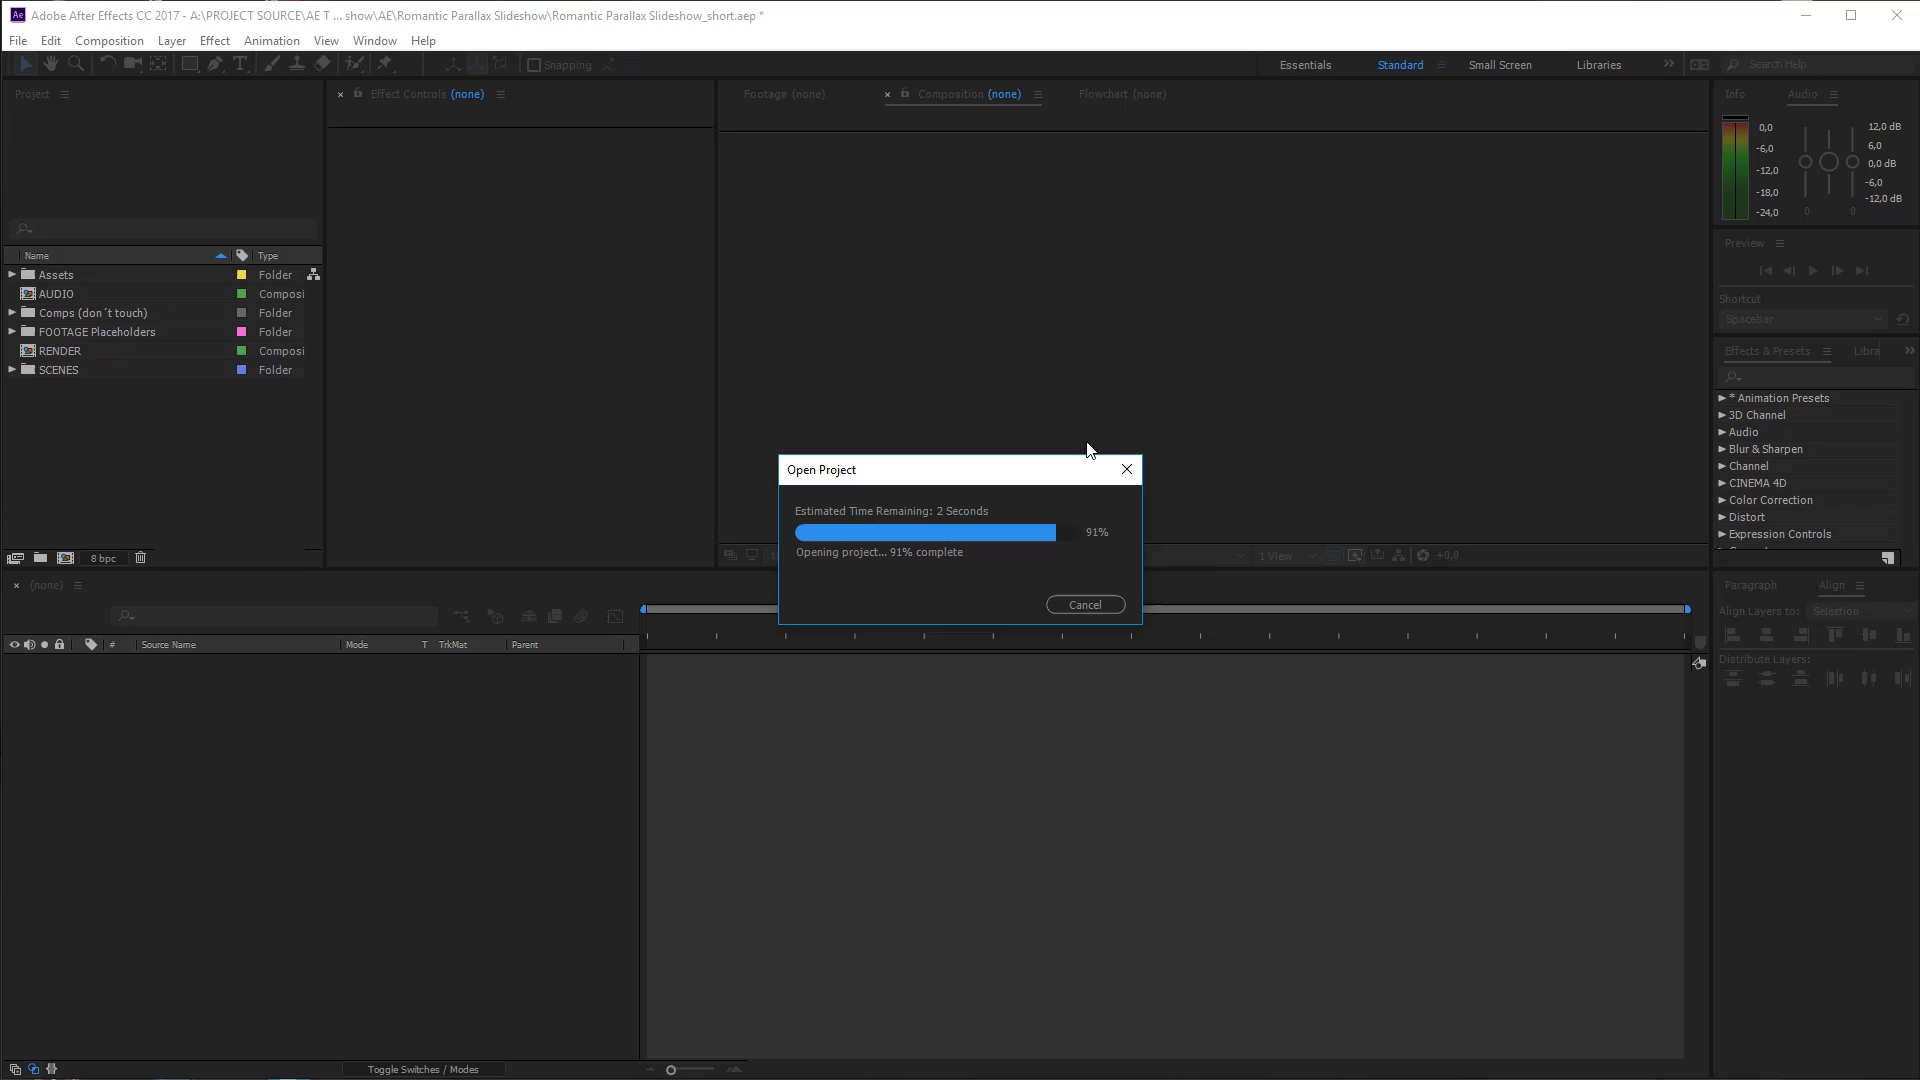 Adobe After Effects CC 2017 - A:\PROJECT SOURCE\AE T ... show\AE\Romantic Parallax Slideshow\Romantic Parallax Slideshow_short.aep *
File Edit Composition Layer Effect Animation View Window Help
Snapping Essentials Standard Small Screen Libraries Search Help
Project
Effect Controls (none)
Footage (none) Composition (none) Flowchart (none)
Info Audio
0,0 12,0 dB
-6,0 6,0
-12,0 0,0 dB
-18,0 -6,0
-24,0 -12,0 dB
0 0
Preview
Shortcut
Spacebar
Name Type
Assets Folder
AUDIO Composi
Comps (don´t touch) Folder
FOOTAGE Placeholders Folder
RENDER Composi
SCENES Folder
Effects & Presets Libra
* Animation Presets
3D Channel
Audio
Blur & Sharpen
Channel
CINEMA 4D
Color Correction
Distort
Expression Controls
Open Project
Estimated Time Remaining: 2 Seconds
91%
Opening project... 91% complete
Cancel
8 bpc
1 View +0,0
(none)
# Source Name Mode T TrkMat Parent
Paragraph Align
Align Layers to: Selection
Distribute Layers:
Toggle Switches / Modes